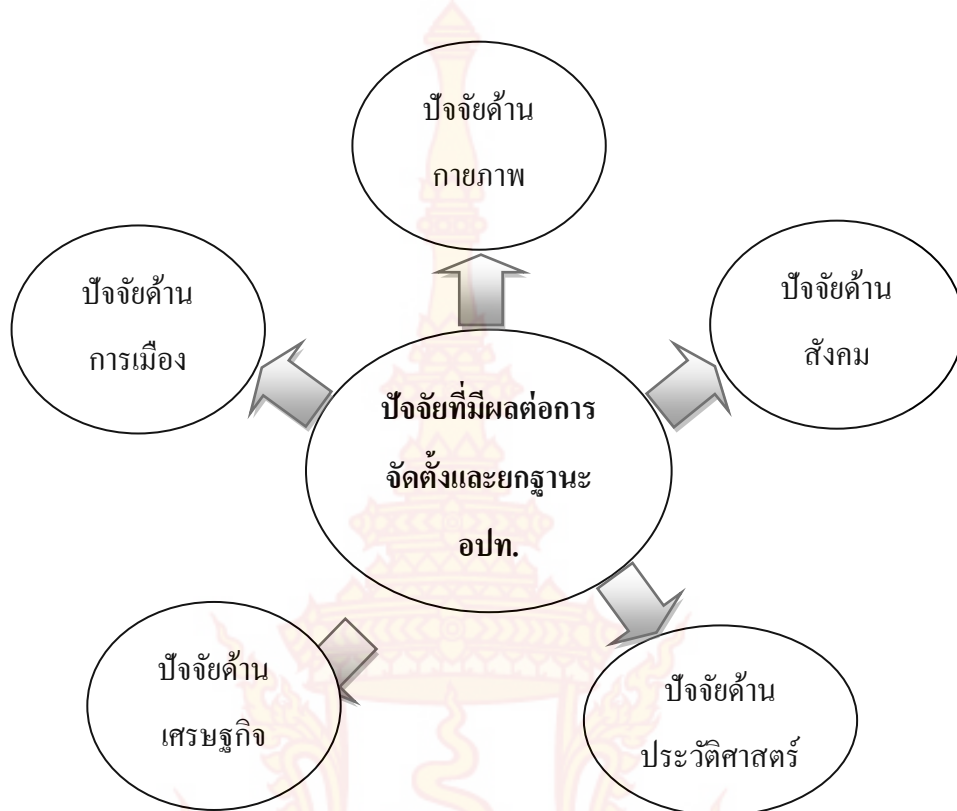 ปัจจัยด้าน
กายภาพ
ปัจจัยด้าน
การเมือง
ปัจจัยด้าน
สังคม
ปัจจัยที่มีผลต่อการ
จัดตั้งและยกฐานะ
อปท.
ปัจจัยด้าน
เศรษฐกิจ
ปัจจัยด้าน
ประวัติศาสตร์